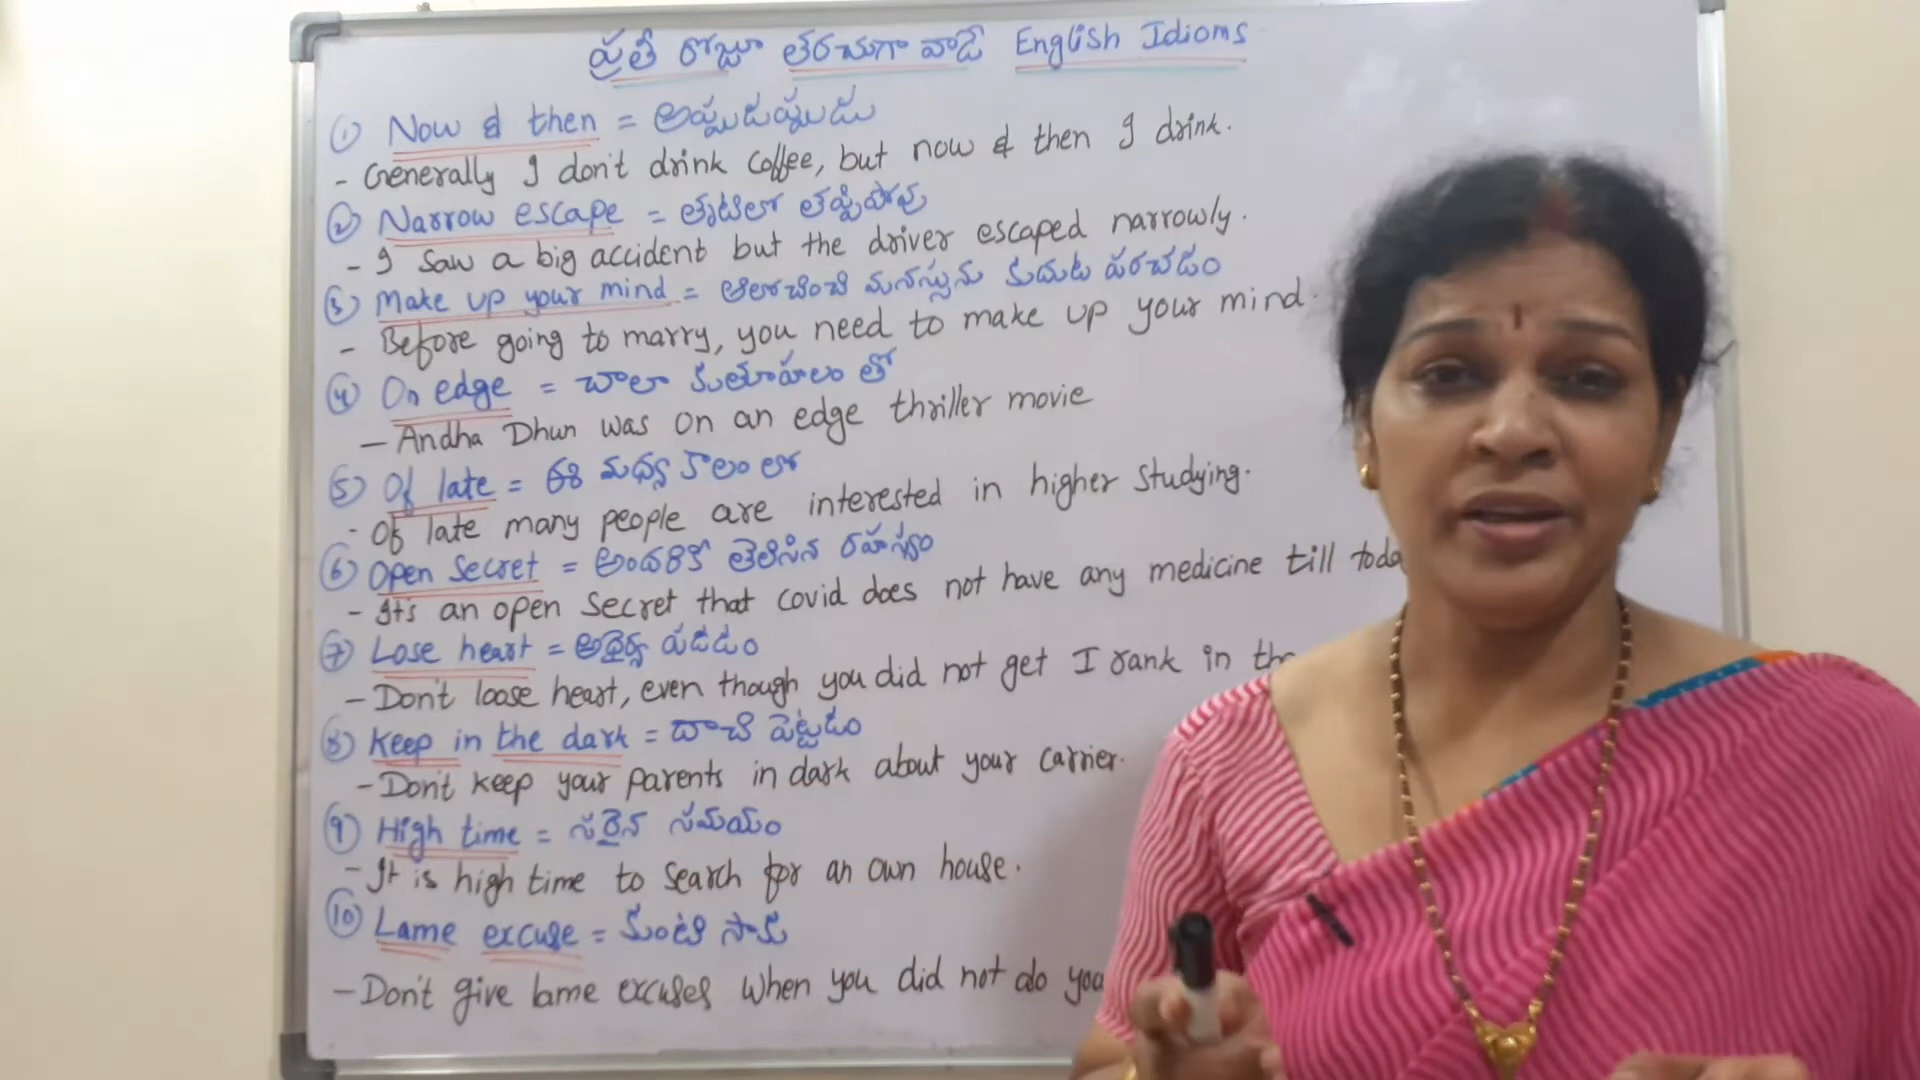 ప్రతీ రోజూ తరచుగా వాడే English Idioms
1) Now & then = అప్పుడప్పుడు
- Generally I don't drink coffee, but now & then I drink.
2) Narrow escape = తృటిలో తప్పిపోవు
- I saw a big accident but the driver escaped narrowly.
3) Make up your mind = ఆలోచించి మనస్సును కుదుట పరచడం
- Before going to marry, you need to make up your mind.
4) On edge = చాలా కుతూహలం తో
- Andha Dhun was on an edge thriller movie
5) Of late = ఈ మధ్య కాలం లో
- Of late many people are interested in higher studying.
6) Open secret = అందరికీ తెలిసిన రహస్యం
- It's an open secret that covid does not have any medicine till toda
7) Lose heart = అధైర్య పడడం
- Don't loose heart, even though you did not get I rank in the
8) Keep in the dark = దాచి పెట్టడం
- Don't keep your parents in dark about your carrier.
9) High time = సరైన సమయం
- It is high time to search for an own house.
10) Lame excuse = కుంటి సాకు
- Don't give lame excuses when you did not do you